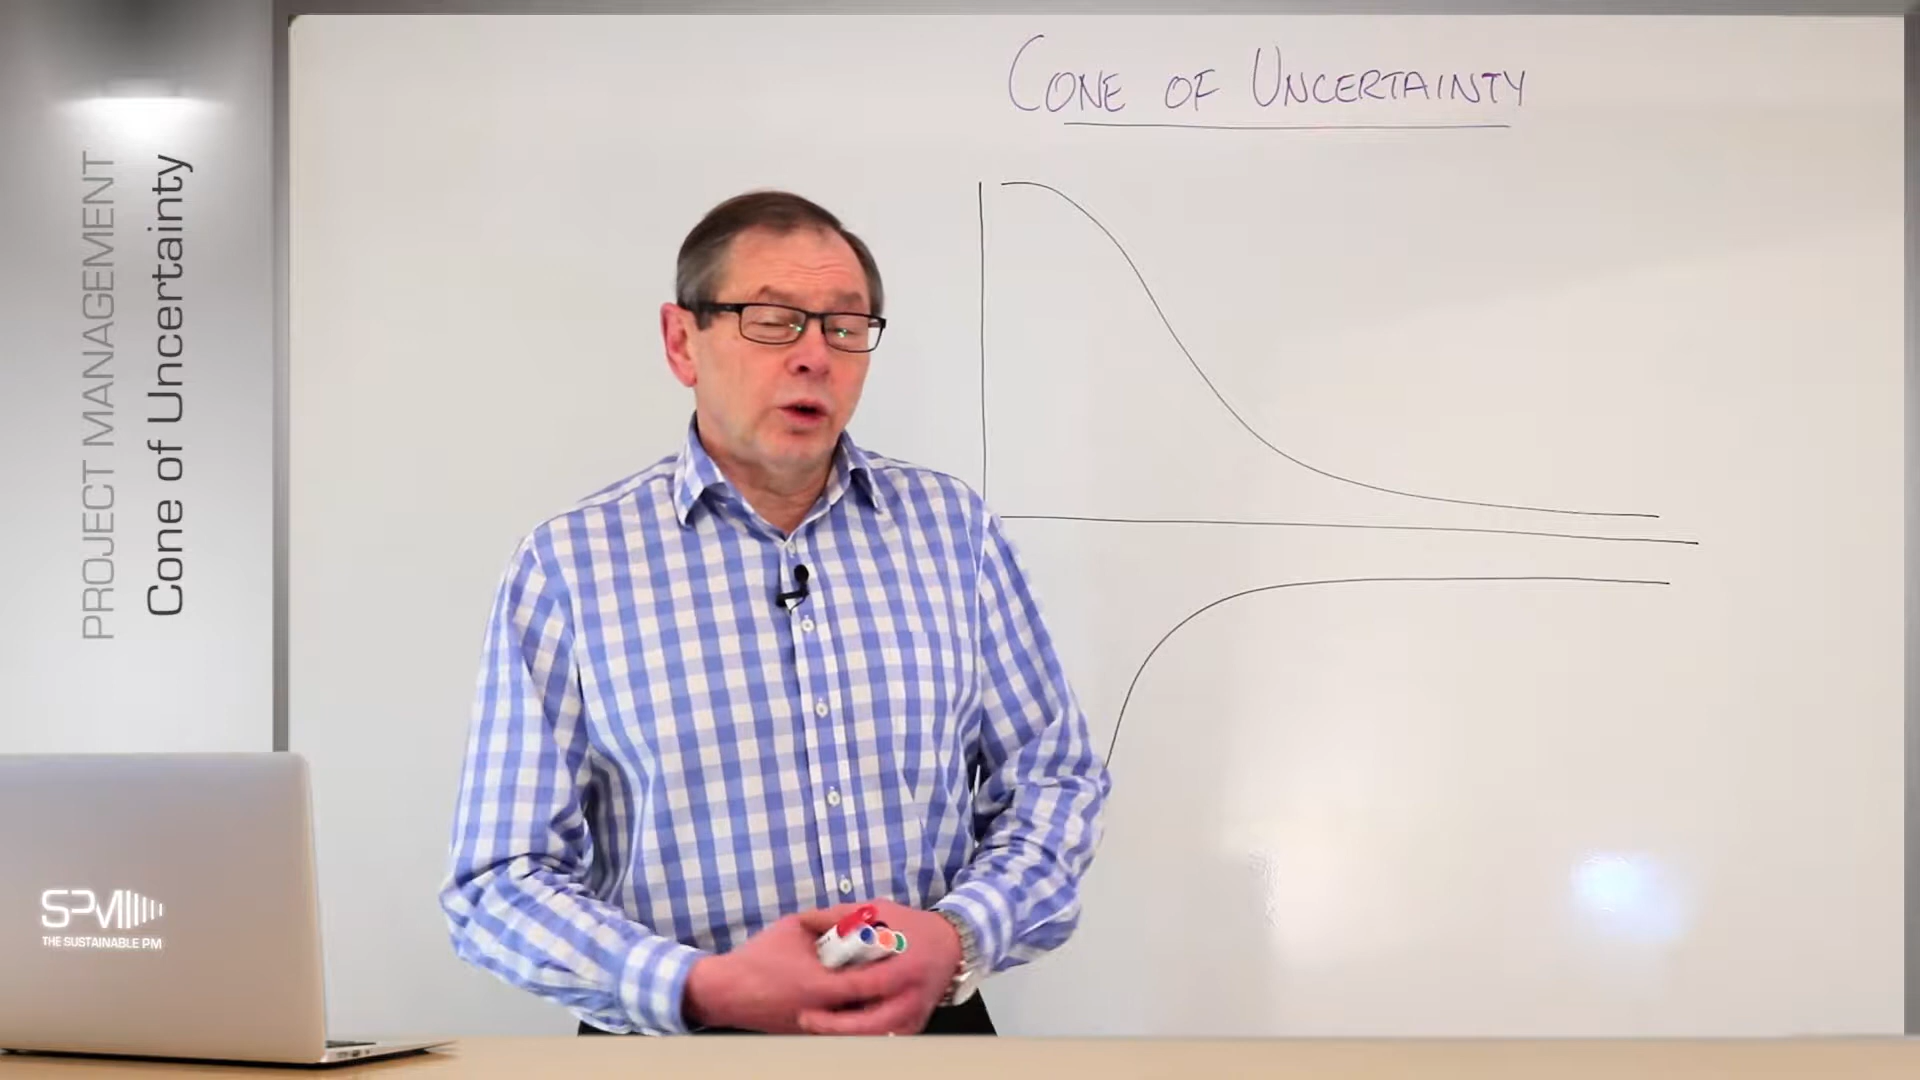 PROJECT MANAGEMENT
Cone of Uncertainty
CONE OF UNCERTAINTY
SPM
THE SUSTAINABLE PM